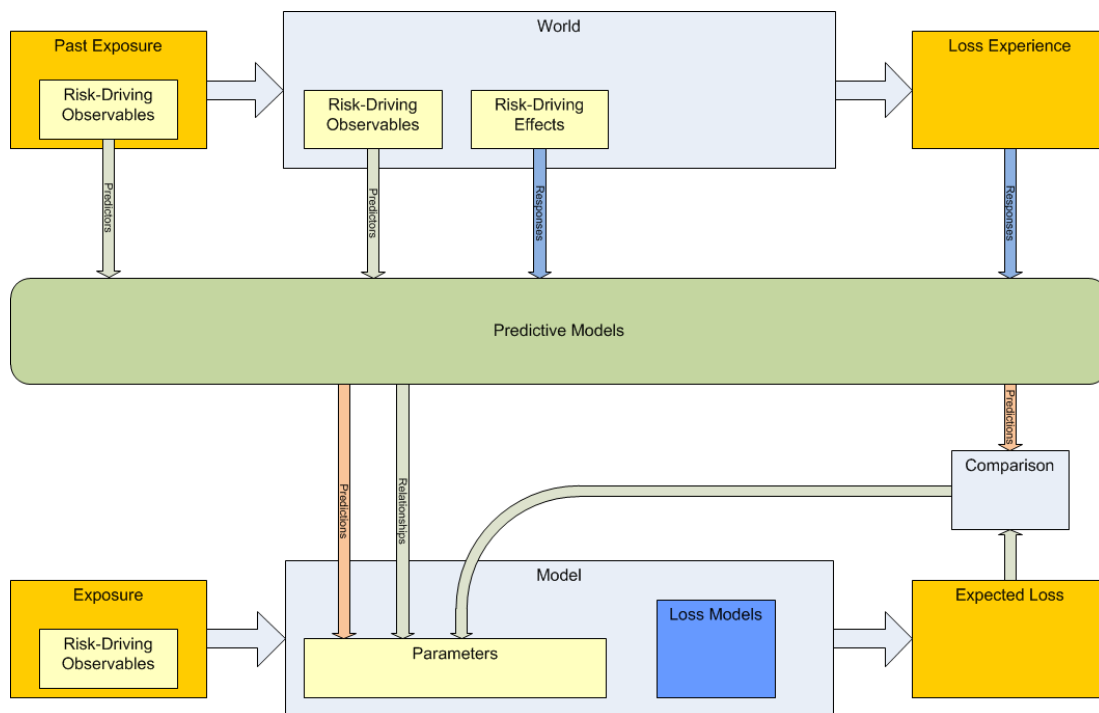 World
Past Exposure
Loss Experience
Risk-Driving
Observables
Risk-Driving
Observables
Risk-Driving
Effects
Predictors
Predictors
Responses
Responses
Predictive Models
Predictions
Relationships
Predictions
Comparison
Model
Exposure
Expected Loss
Loss Models
Risk-Driving
Observables
Parameters